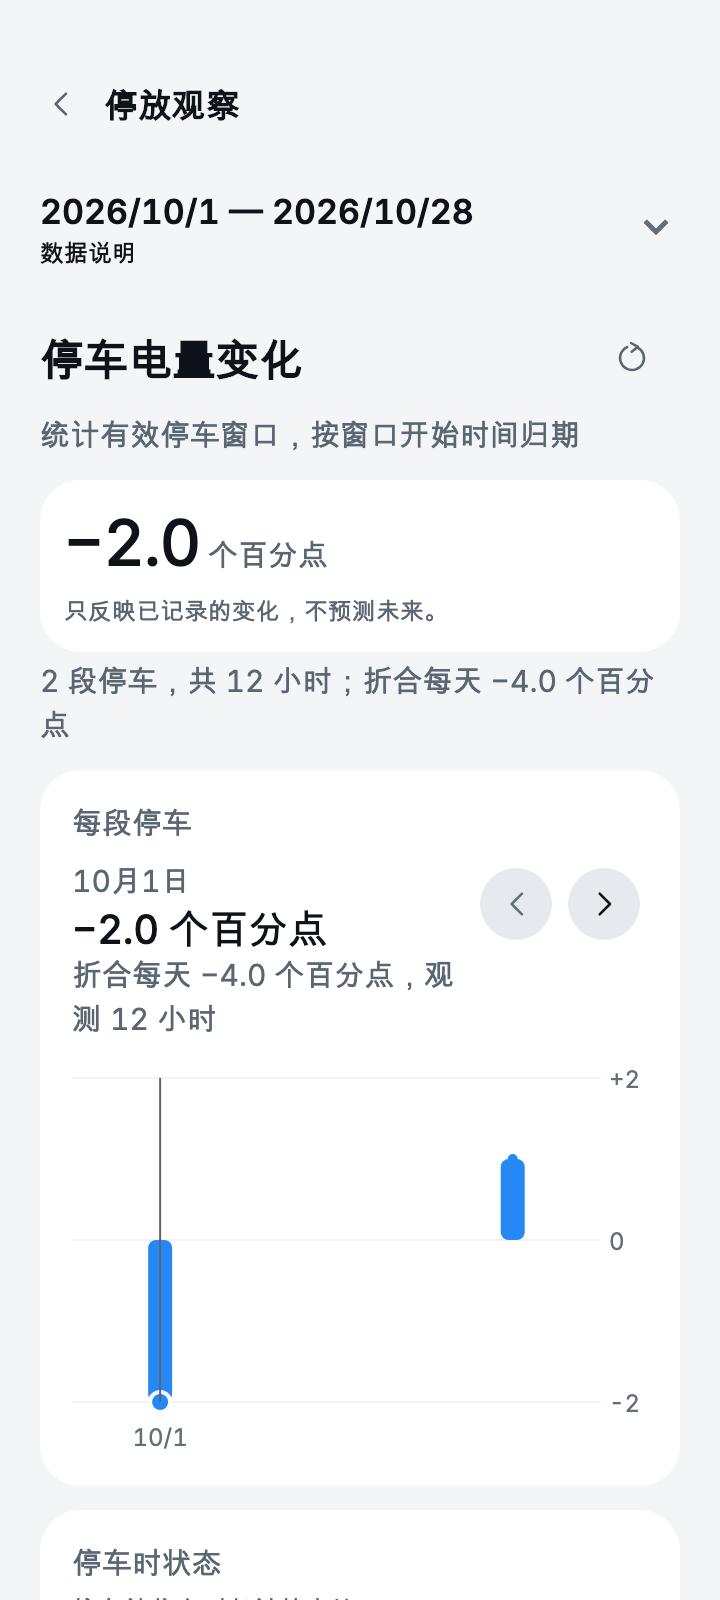 停放观察
2026/10/1 — 2026/10/28
数据说明
停车电量变化
统计有效停车窗口，按窗口开始时间归期
−2.0 个百分点
只反映已记录的变化，不预测未来。
2 段停车，共 12 小时；折合每天 −4.0 个百分
点
每段停车
10月1日
−2.0 个百分点
折合每天 −4.0 个百分点，观
测 12 小时
+2
0
-2
10/1
停车时状态